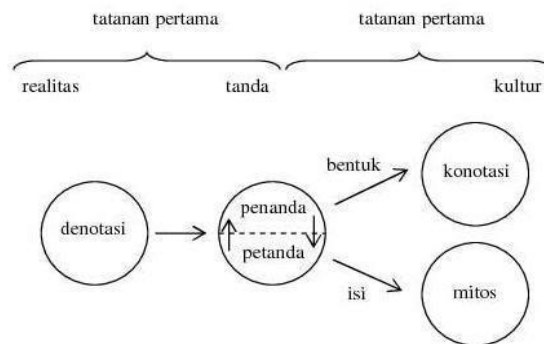 tatanan pertama tatanan pertama
realitas tanda kultur
bentuk
konotasi
penanda
denotasi
petanda
isi
mitos